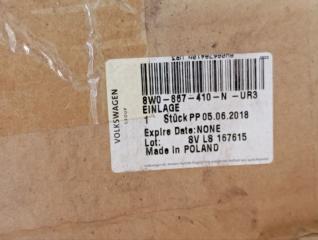 VOLKSWAGEN
GROUP
8W0-867-410-N -UR3
EINLAGE
1 Stück PP 05.06.2018
Expire Date:NONE
Lot: SV LS 167615
Made in POLAND